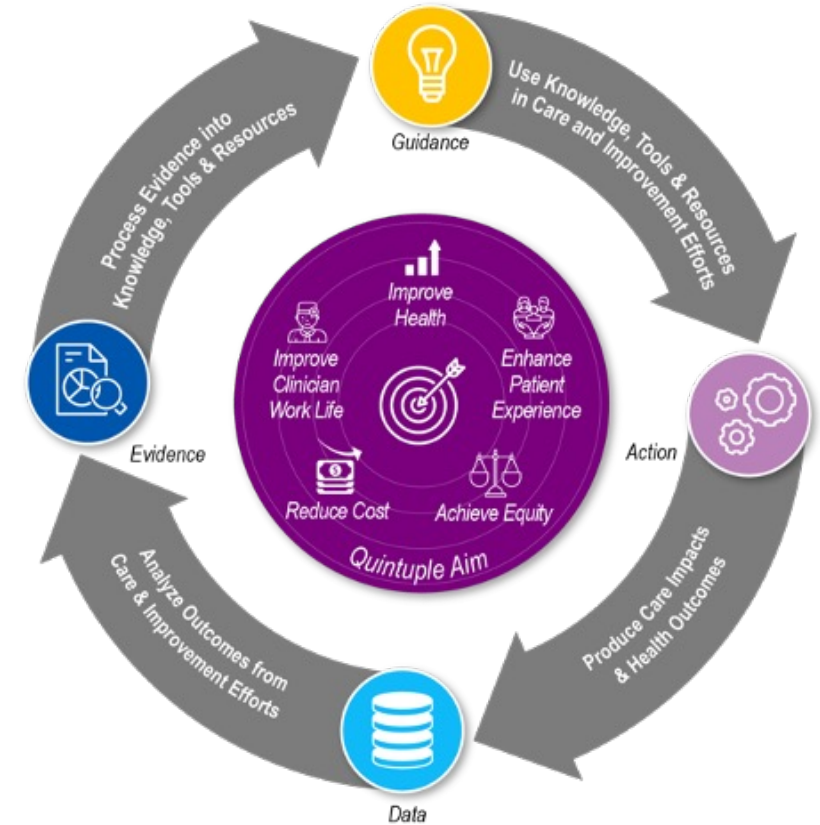 Guidance
Use Knowledge, Tools & Resources
in Care and Improvement Efforts
Action
Produce Care Impacts
& Health Outcomes
Data
Analyze Outcomes from
Care & Improvement Efforts
Evidence
Process Evidence into
Knowledge, Tools & Resources
Improve
Health
Enhance
Patient
Experience
Achieve Equity
$
Reduce Cost
Improve
Clinician
Work Life
Quintuple Aim